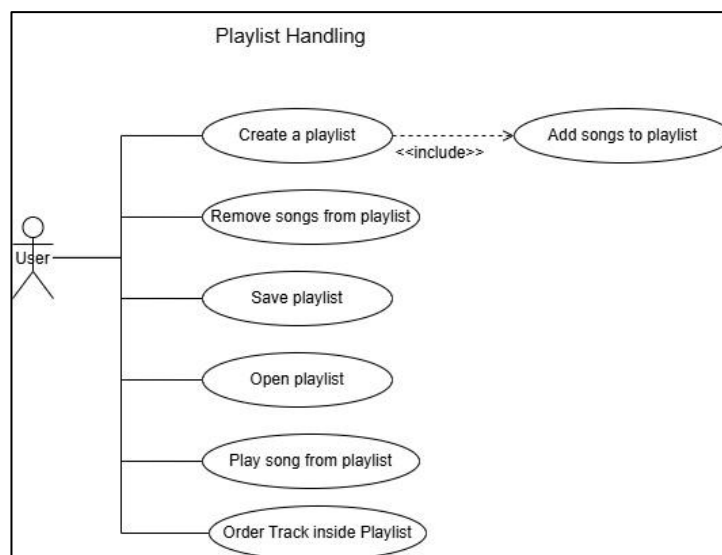 Playlist Handling
Create a playlist
<<include>>
Add songs to playlist
Remove songs from playlist
User
Save playlist
Open playlist
Play song from playlist
Order Track inside Playlist